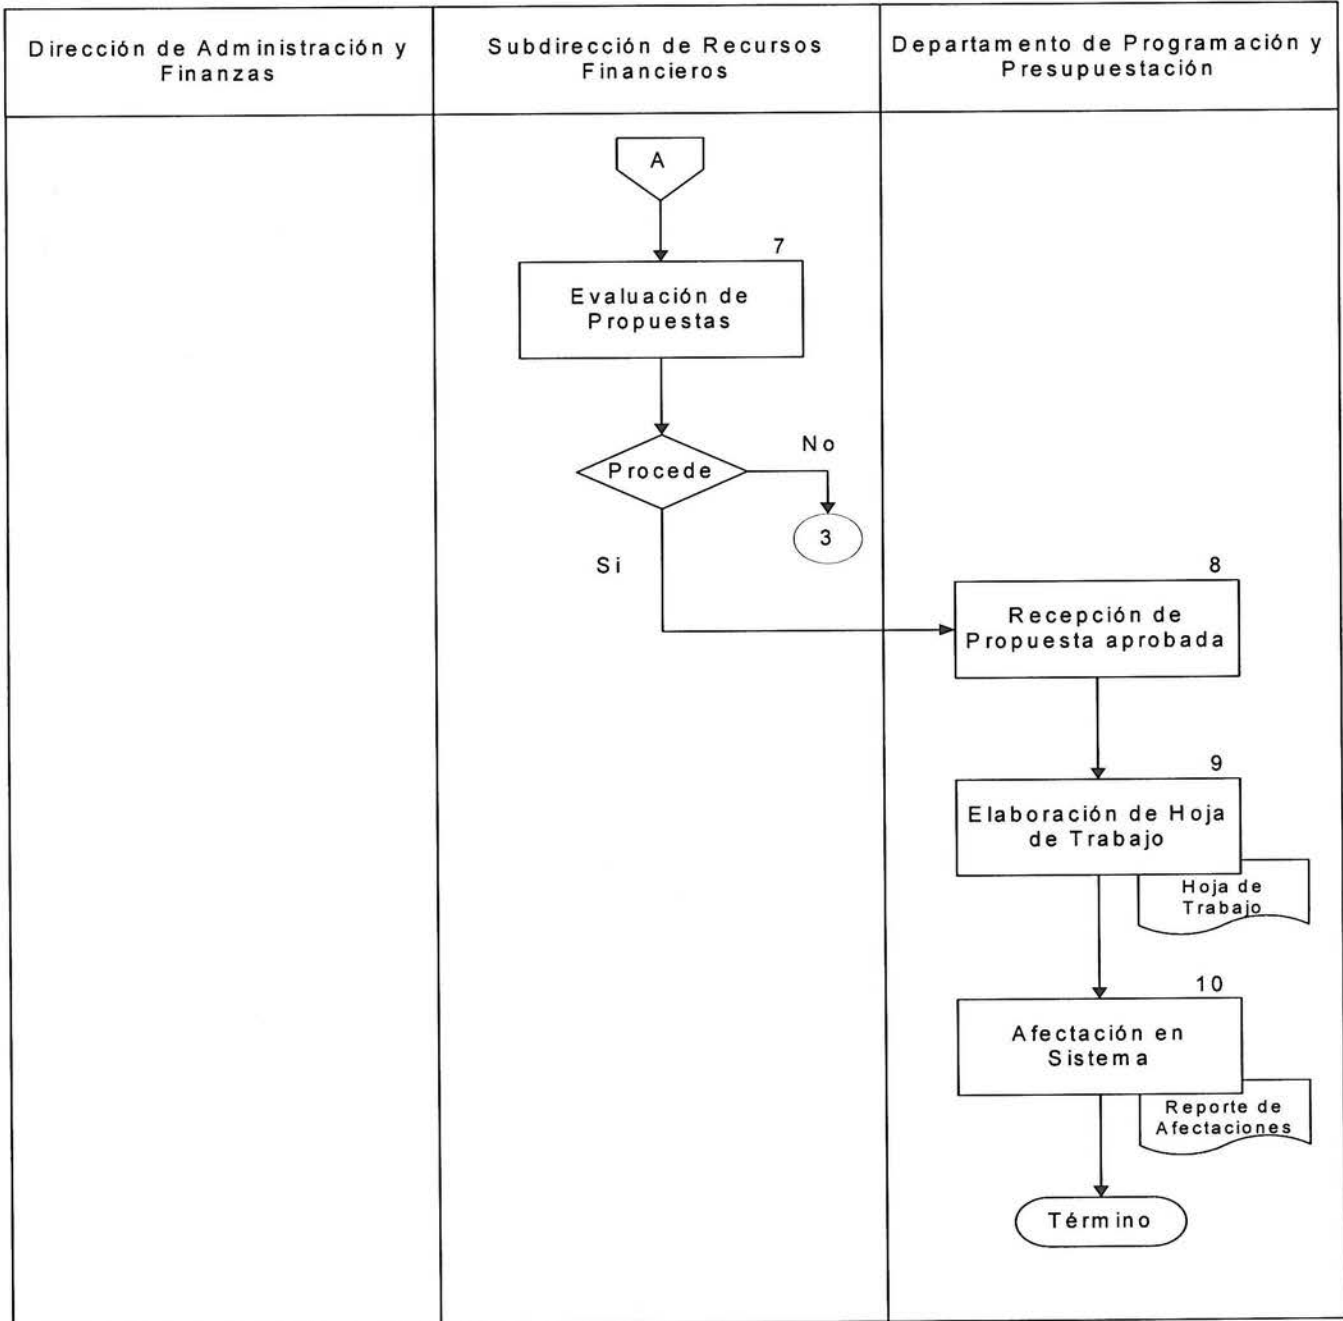 Dirección de Administración y
Finanzas
Subdirección de Recursos
Financieros
Departamento de Programación y
Presupuestación
A
7
Evaluación de
Propuestas
Procede
No
3
Si
8
Recepción de
Propuesta aprobada
9
Elaboración de Hoja
de Trabajo
Hoja de
Trabajo
10
Afectación en
Sistema
Reporte de
Afectaciones
Término